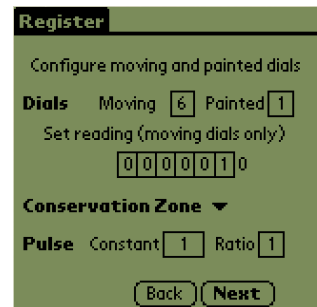 Register
Configure moving and painted dials
Dials Moving 6 Painted 1
Set reading (moving dials only)
0 0 0 0 0 1 0
Conservation Zone
Pulse Constant 1 Ratio 1
Back Next